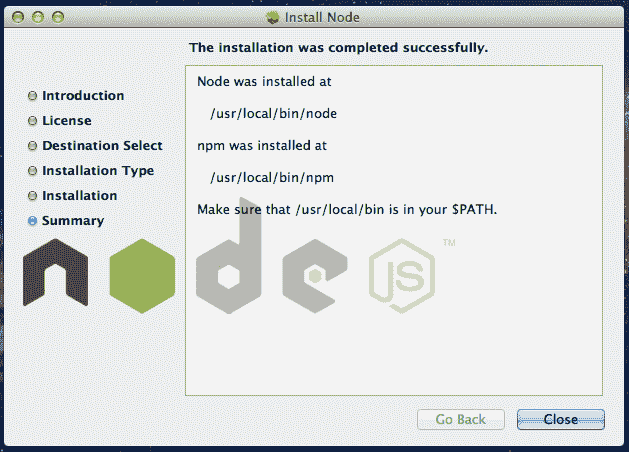 Install Node
The installation was completed successfully.
Introduction
License
Destination Select
Installation Type
Installation
Summary
Node was installed at
/usr/local/bin/node
npm was installed at
/usr/local/bin/npm
Make sure that /usr/local/bin is in your $PATH.
node
JS
TM
Go Back
Close